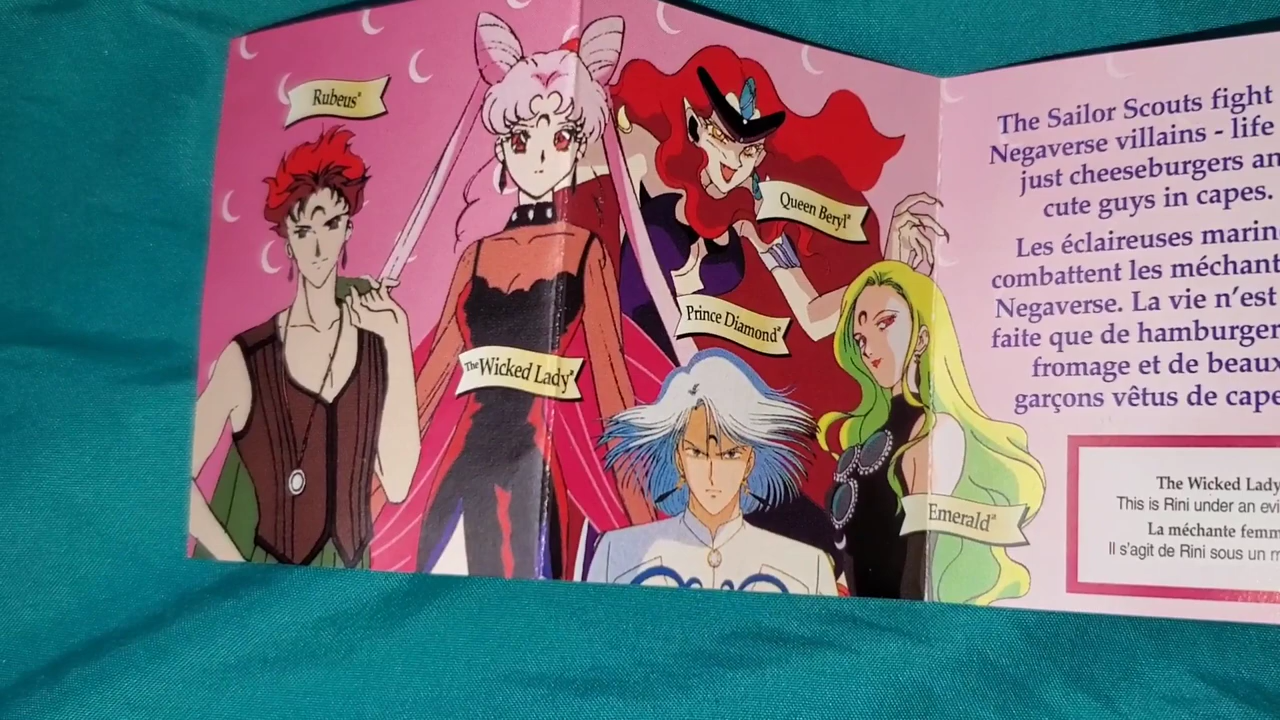 Rubeus
The Wicked Lady
Queen Beryl
Prince Diamond
Emerald
The Sailor Scouts fight
Negaverse villains - life
just cheeseburgers an
cute guys in capes.
Les éclaireuses marin
combattent les méchant
Negaverse. La vie n'est
faite que de hamburger
fromage et de beaux
garçons vêtus de cape
The Wicked Lady
This is Rini under an evi
La méchante femm
Il s'agit de Rini sous un m